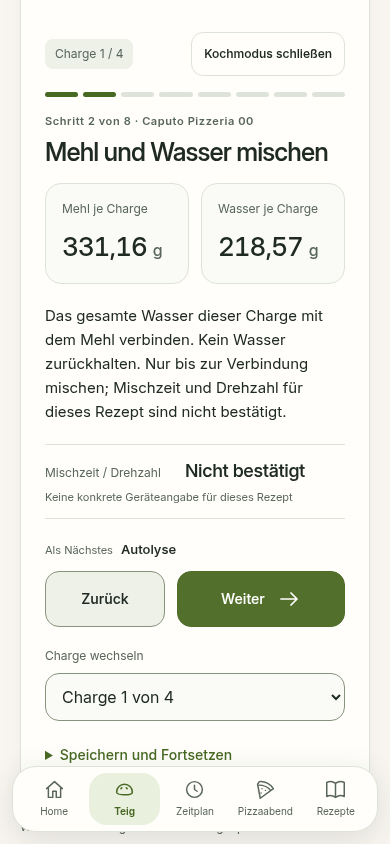 Charge 1 / 4
Kochmodus schließen
Schritt 2 von 8 · Caputo Pizzeria 00
Mehl und Wasser mischen
Mehl je Charge
331,16 g
Wasser je Charge
218,57 g
Das gesamte Wasser dieser Charge mit
dem Mehl verbinden. Kein Wasser
zurückhalten. Nur bis zur Verbindung
mischen; Mischzeit und Drehzahl für
dieses Rezept sind nicht bestätigt.
Mischzeit / Drehzahl Nicht bestätigt
Keine konkrete Geräteangabe für dieses Rezept
Als Nächstes Autolyse
Zurück
Weiter
Charge wechseln
Charge 1 von 4
Speichern und Fortsetzen
Home
Teig
Zeitplan
Pizzaabend
Rezepte